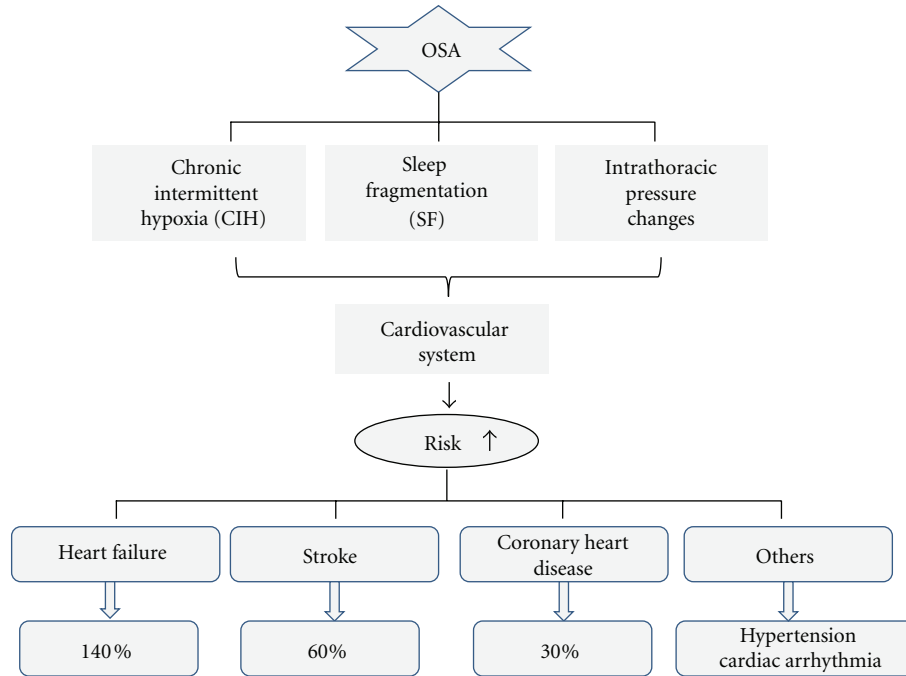 OSA
Chronic
intermittent
hypoxia (CIH)
Sleep
fragmentation
(SF)
Intrathoracic
pressure
changes
Cardiovascular
system
Risk ↑
Heart failure
Stroke
Coronary heart
disease
Others
140%
60%
30%
Hypertension
cardiac arrhythmia